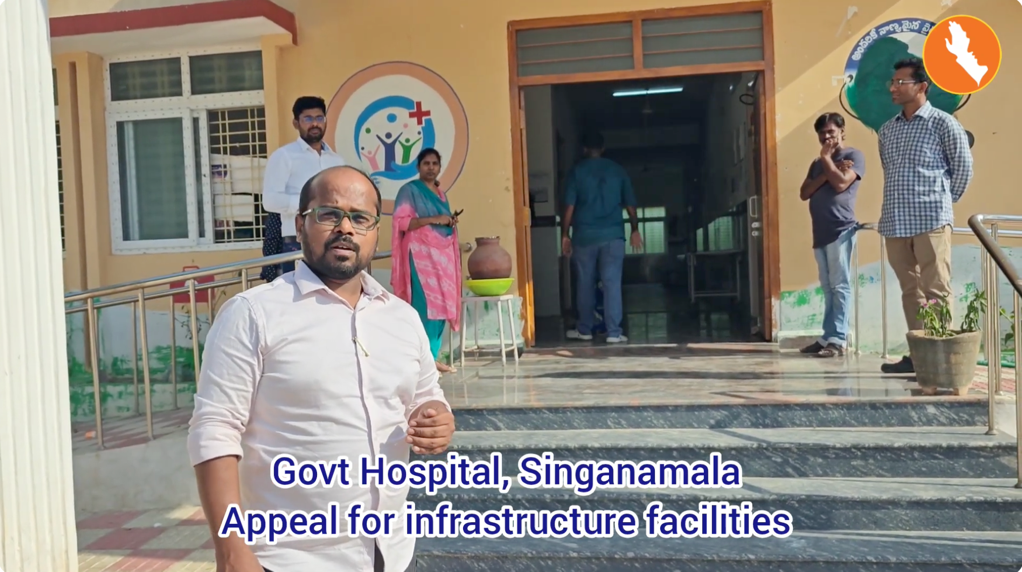 Govt Hospital, Singanamala
Appeal for infrastructure facilities